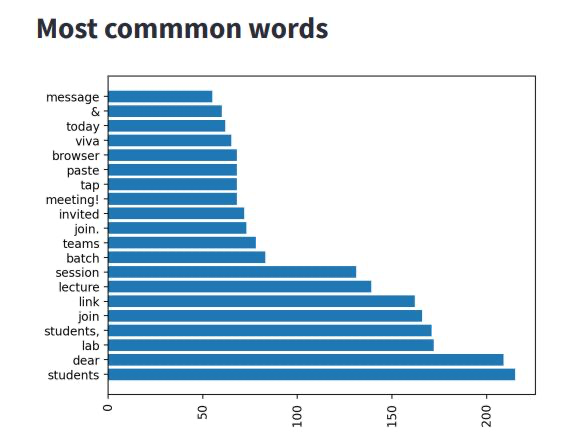 Most commmon words
message
&
today
viva
browser
paste
tap
meeting!
invited
join.
teams
batch
session
lecture
link
join
students,
lab
dear
students
0
50
100
150
200